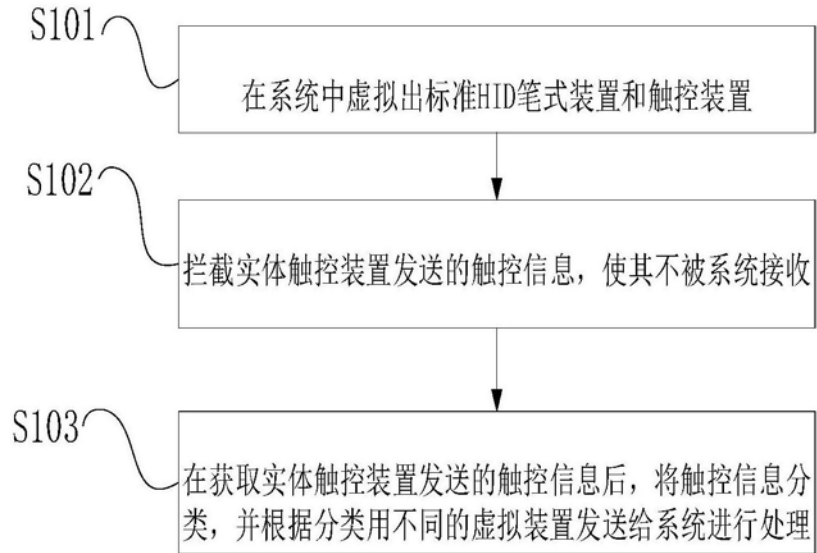 S101
在系统中虚拟出标准HID笔式装置和触控装置
S102
拦截实体触控装置发送的触控信息，使其不被系统接收
S103
在获取实体触控装置发送的触控信息后，将触控信息分
类，并根据分类用不同的虚拟装置发送给系统进行处理